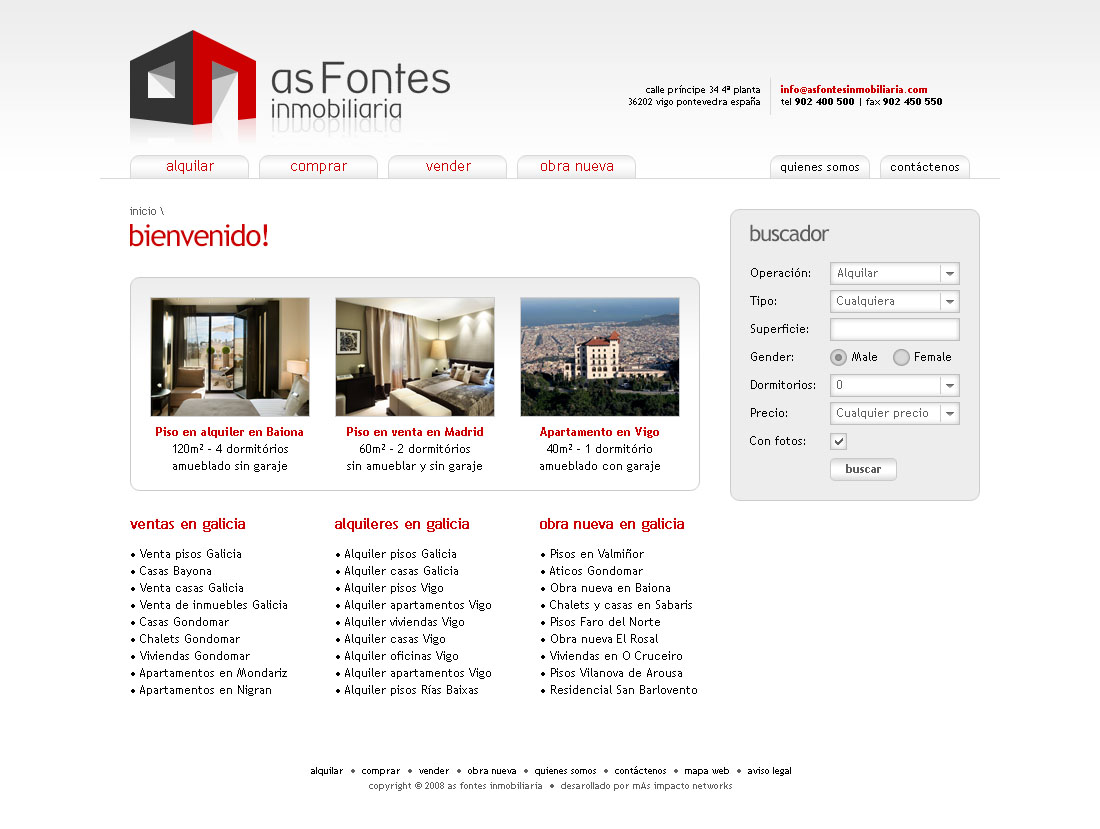 as Fontes
inmobiliaria
calle príncipe 34 4ª planta
36202 vigo pontevedra españa
info@asfontesinmobiliaria.com
tel 902 400 500 | fax 902 450 550
alquilar
comprar
vender
obra nueva
quienes somos
contáctenos
inicio \
bienvenido!
Piso en alquiler en Baiona
120m² - 4 dormitórios
amueblado sin garaje
Piso en venta en Madrid
60m² - 2 dormitórios
sin amueblar y sin garaje
Apartamento en Vigo
40m² - 1 dormitório
amueblado con garaje
buscador
Operación: Alquilar
Tipo: Cualquiera
Superficie:
Gender: Male Female
Dormitorios: 0
Precio: Cualquier precio
Con fotos:
buscar
ventas en galicia
• Venta pisos Galicia
• Casas Bayona
• Venta casas Galicia
• Venta de inmuebles Galicia
• Casas Gondomar
• Chalets Gondomar
• Viviendas Gondomar
• Apartamentos en Mondariz
• Apartamentos en Nigran
alquileres en galicia
• Alquiler pisos Galicia
• Alquiler casas Galicia
• Alquiler pisos Vigo
• Alquiler apartamentos Vigo
• Alquiler viviendas Vigo
• Alquiler casas Vigo
• Alquiler oficinas Vigo
• Alquiler apartamentos Vigo
• Alquiler pisos Rías Baixas
obra nueva en galicia
• Pisos en Valmiñor
• Aticos Gondomar
• Obra nueva en Baiona
• Chalets y casas en Sabaris
• Pisos Faro del Norte
• Obra nueva El Rosal
• Viviendas en O Cruceiro
• Pisos Vilanova de Arousa
• Residencial San Barlovento
alquilar • comprar • vender • obra nueva • quienes somos • contáctenos • mapa web • aviso legal
copyright © 2008 as fontes inmobiliaria • desarollado por mAs impacto networks